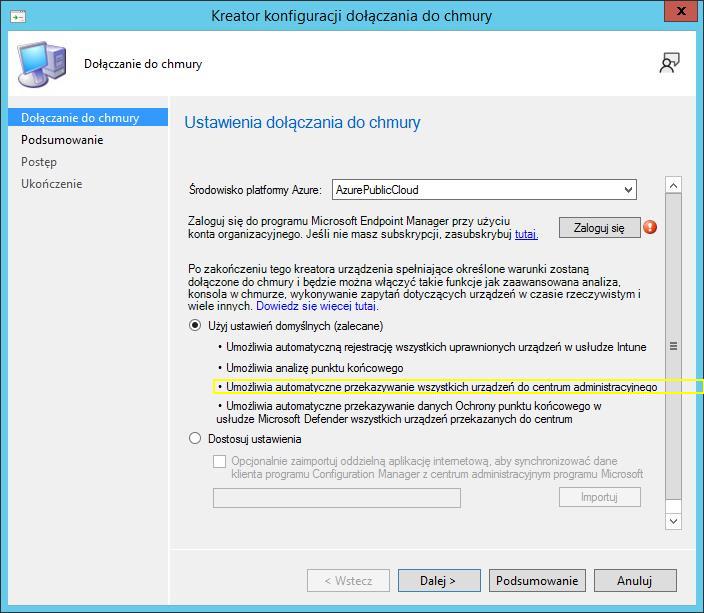 Kreator konfiguracji dołączania do chmury
Dołączanie do chmury
Dołączanie do chmury
Podsumowanie
Postęp
Ukończenie
Ustawienia dołączania do chmury
Środowisko platformy Azure:
AzurePublicCloud
Zaloguj się do programu Microsoft Endpoint Manager przy użyciu
konta organizacyjnego. Jeśli nie masz subskrypcji, zasubskrybuj tutaj.
Zaloguj się
Po zakończeniu tego kreatora urządzenia spełniające określone warunki zostaną
dołączone do chmury i będzie można włączyć takie funkcje jak zaawansowana analiza,
konsola w chmurze, wykonywanie zapytań dotyczących urządzeń w czasie rzeczywistym i
wiele innych. Dowiedz się więcej tutaj.
Użyj ustawień domyślnych (zalecane)
• Umożliwia automatyczną rejestrację wszystkich uprawnionych urządzeń w usłudze Intune
• Umożliwia analizę punktu końcowego
• Umożliwia automatyczne przekazywanie wszystkich urządzeń do centrum administracyjnego
• Umożliwia automatyczne przekazywanie danych Ochrony punktu końcowego w
usłudze Microsoft Defender wszystkich urządzeń przekazanych do centrum
Dostosuj ustawienia
Opcjonalnie zaimportuj oddzielną aplikację internetową, aby synchronizować dane
klienta programu Configuration Manager z centrum administracyjnym programu Microsoft
Importuj
< Wstecz
Dalej >
Podsumowanie
Anuluj